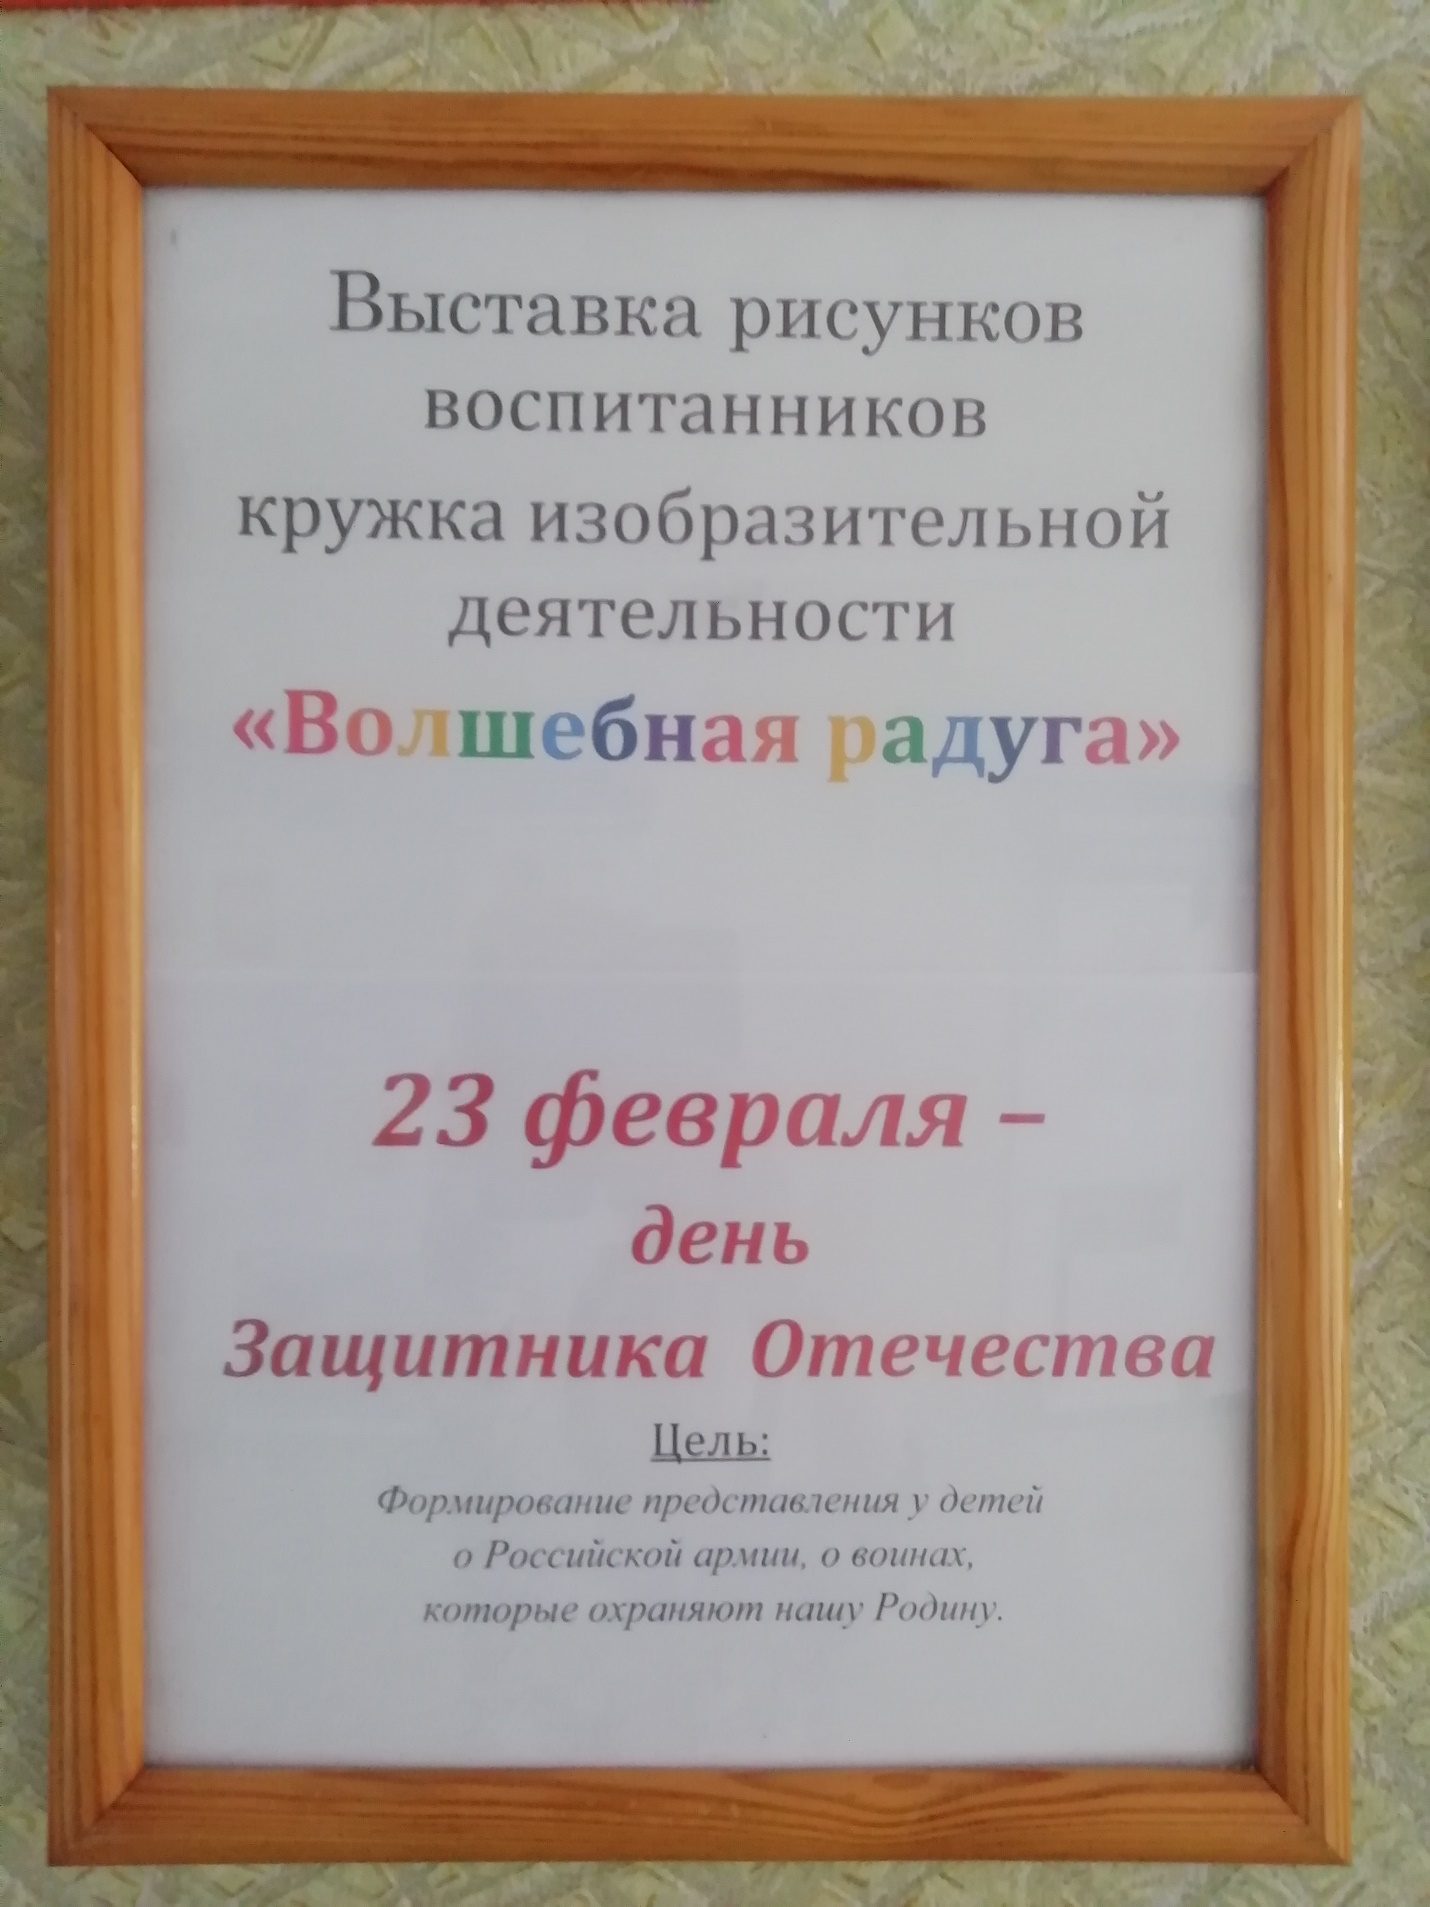 Выставка рисунков
воспитанников
кружка изобразительной
деятельности
«Волшебная радуга»
23 февраля –
день
Защитника Отечества
Цель:
Формирование представления у детей
о Российской армии, о воинах,
которые охраняют нашу Родину.